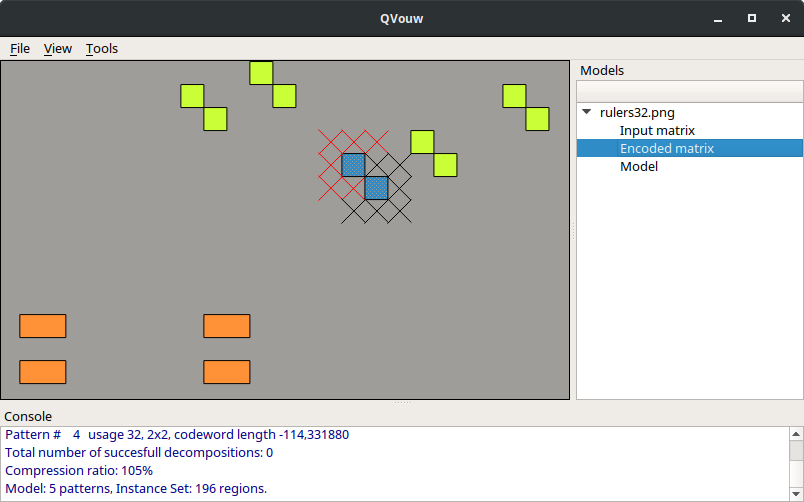 QVouw
File View Tools
Models
rulers32.png
Input matrix
Encoded matrix
Model
Console
Pattern # 4 usage 32, 2x2, codeword length -114,331880
Total number of succesfull decompositions: 0
Compression ratio: 105%
Model: 5 patterns, Instance Set: 196 regions.